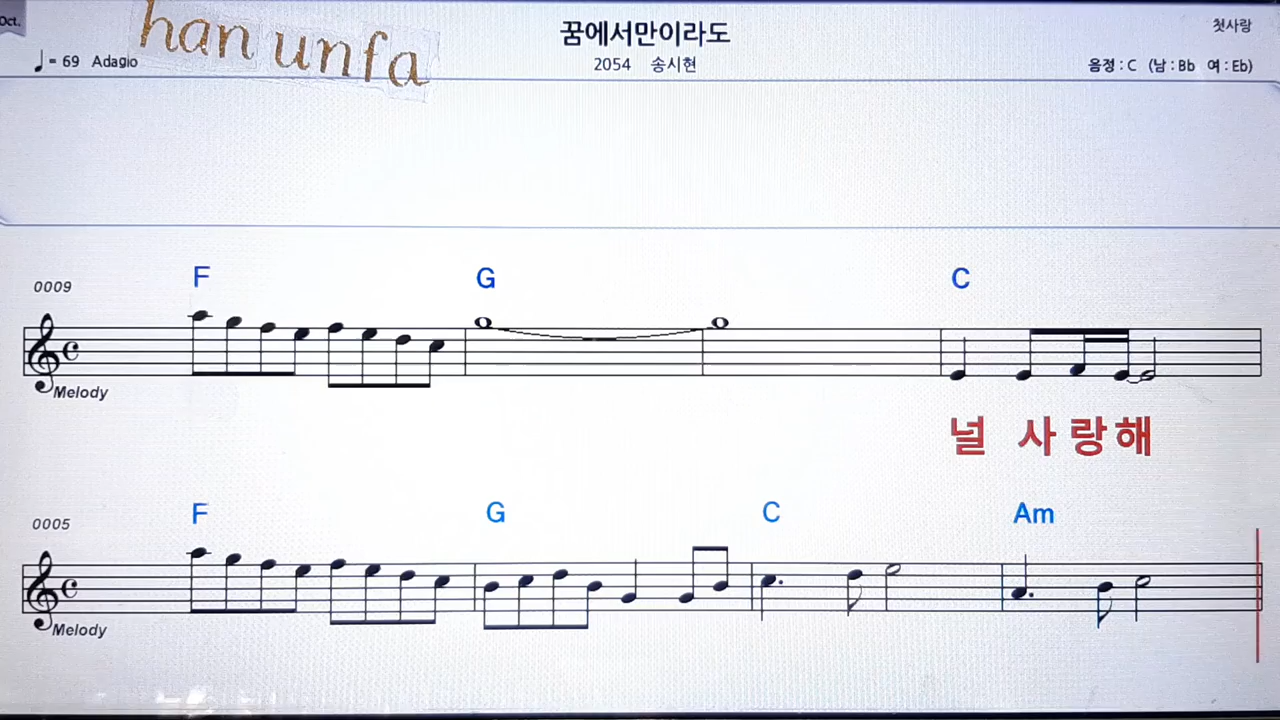 Oct.
han unfa
꿈에서만이라도
첫사랑
♩= 69 Adagio
2054 송시현
음정 : C (남 : Bb 여 : Eb)
0009
F G C
Melody
널 사랑해
0005
F G C Am
Melody